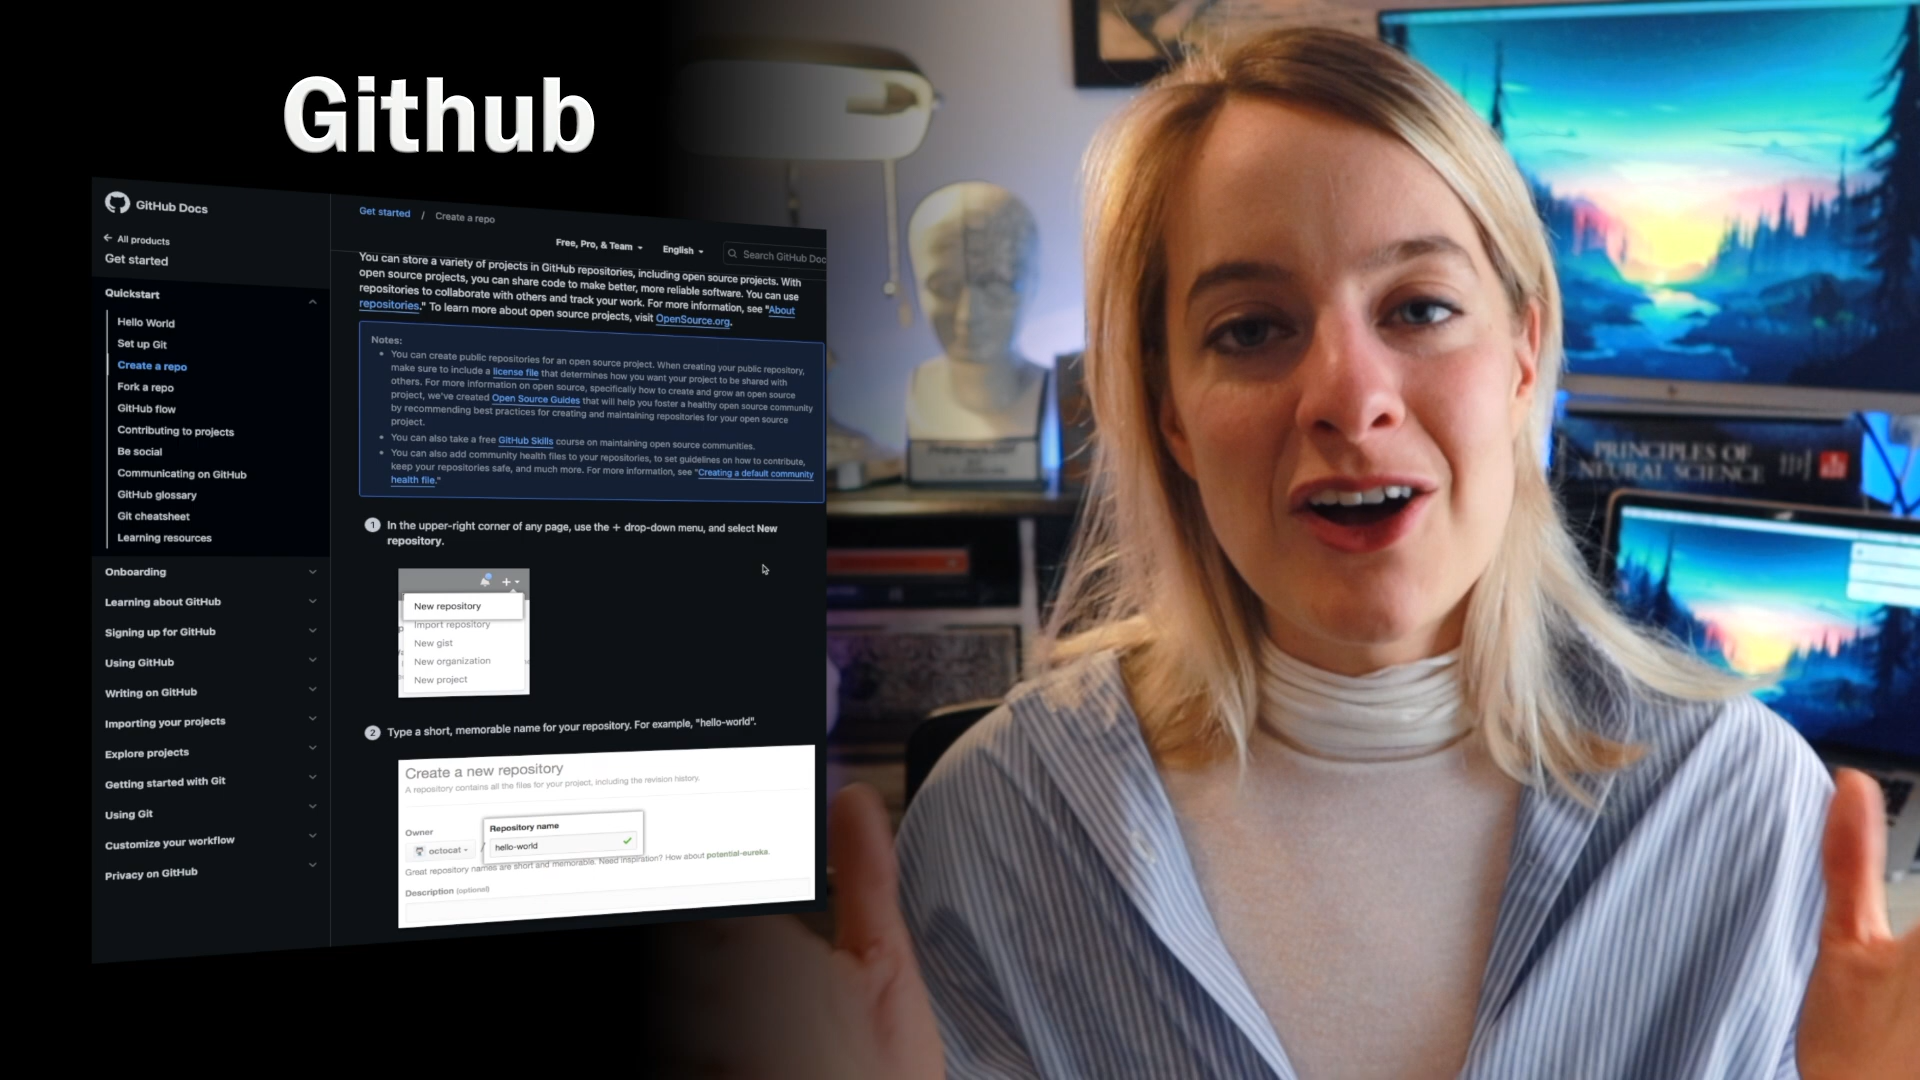 Github
GitHub Docs
All products
Get started
Quickstart
Hello World
Set up Git
Create a repo
Fork a repo
GitHub flow
Contributing to projects
Be social
Communicating on GitHub
GitHub glossary
Git cheatsheet
Learning resources
Onboarding
Learning about GitHub
Signing up for GitHub
Using GitHub
Writing on GitHub
Importing your projects
Explore projects
Getting started with Git
Using Git
Customize your workflow
Privacy on GitHub
Get started / Create a repo
Free, Pro, & Team English Search GitHub Doc
You can store a variety of projects in GitHub repositories, including open source projects. With
open source projects, you can share code to make better, more reliable software. You can use
repositories to collaborate with others and track your work. For more information, see "About
repositories." To learn more about open source projects, visit OpenSource.org.
Notes:
• You can create public repositories for an open source project. When creating your public repository,
make sure to include a license file that determines how you want your project to be shared with
others. For more information on open source, specifically how to create and grow an open source
project, we've created Open Source Guides that will help you foster a healthy open source community
by recommending best practices for creating and maintaining repositories for your open source
project.
• You can also take a free GitHub Skills course on maintaining open source communities.
• You can also add community health files to your repositories, to set guidelines on how to contribute,
keep your repositories safe, and much more. For more information, see "Creating a default community
health file."
1 In the upper-right corner of any page, use the + drop-down menu, and select New
repository.
New repository
Import repository
New gist
New organization
New project
2 Type a short, memorable name for your repository. For example, "hello-world".
Create a new repository
A repository contains all the files for your project, including the revision history.
Owner
Repository name
octocat / hello-world
Great repository names are short and memorable. Need inspiration? How about potential-eureka.
Description (optional)
PRINCIPLES OF
NEURAL SCIENCE